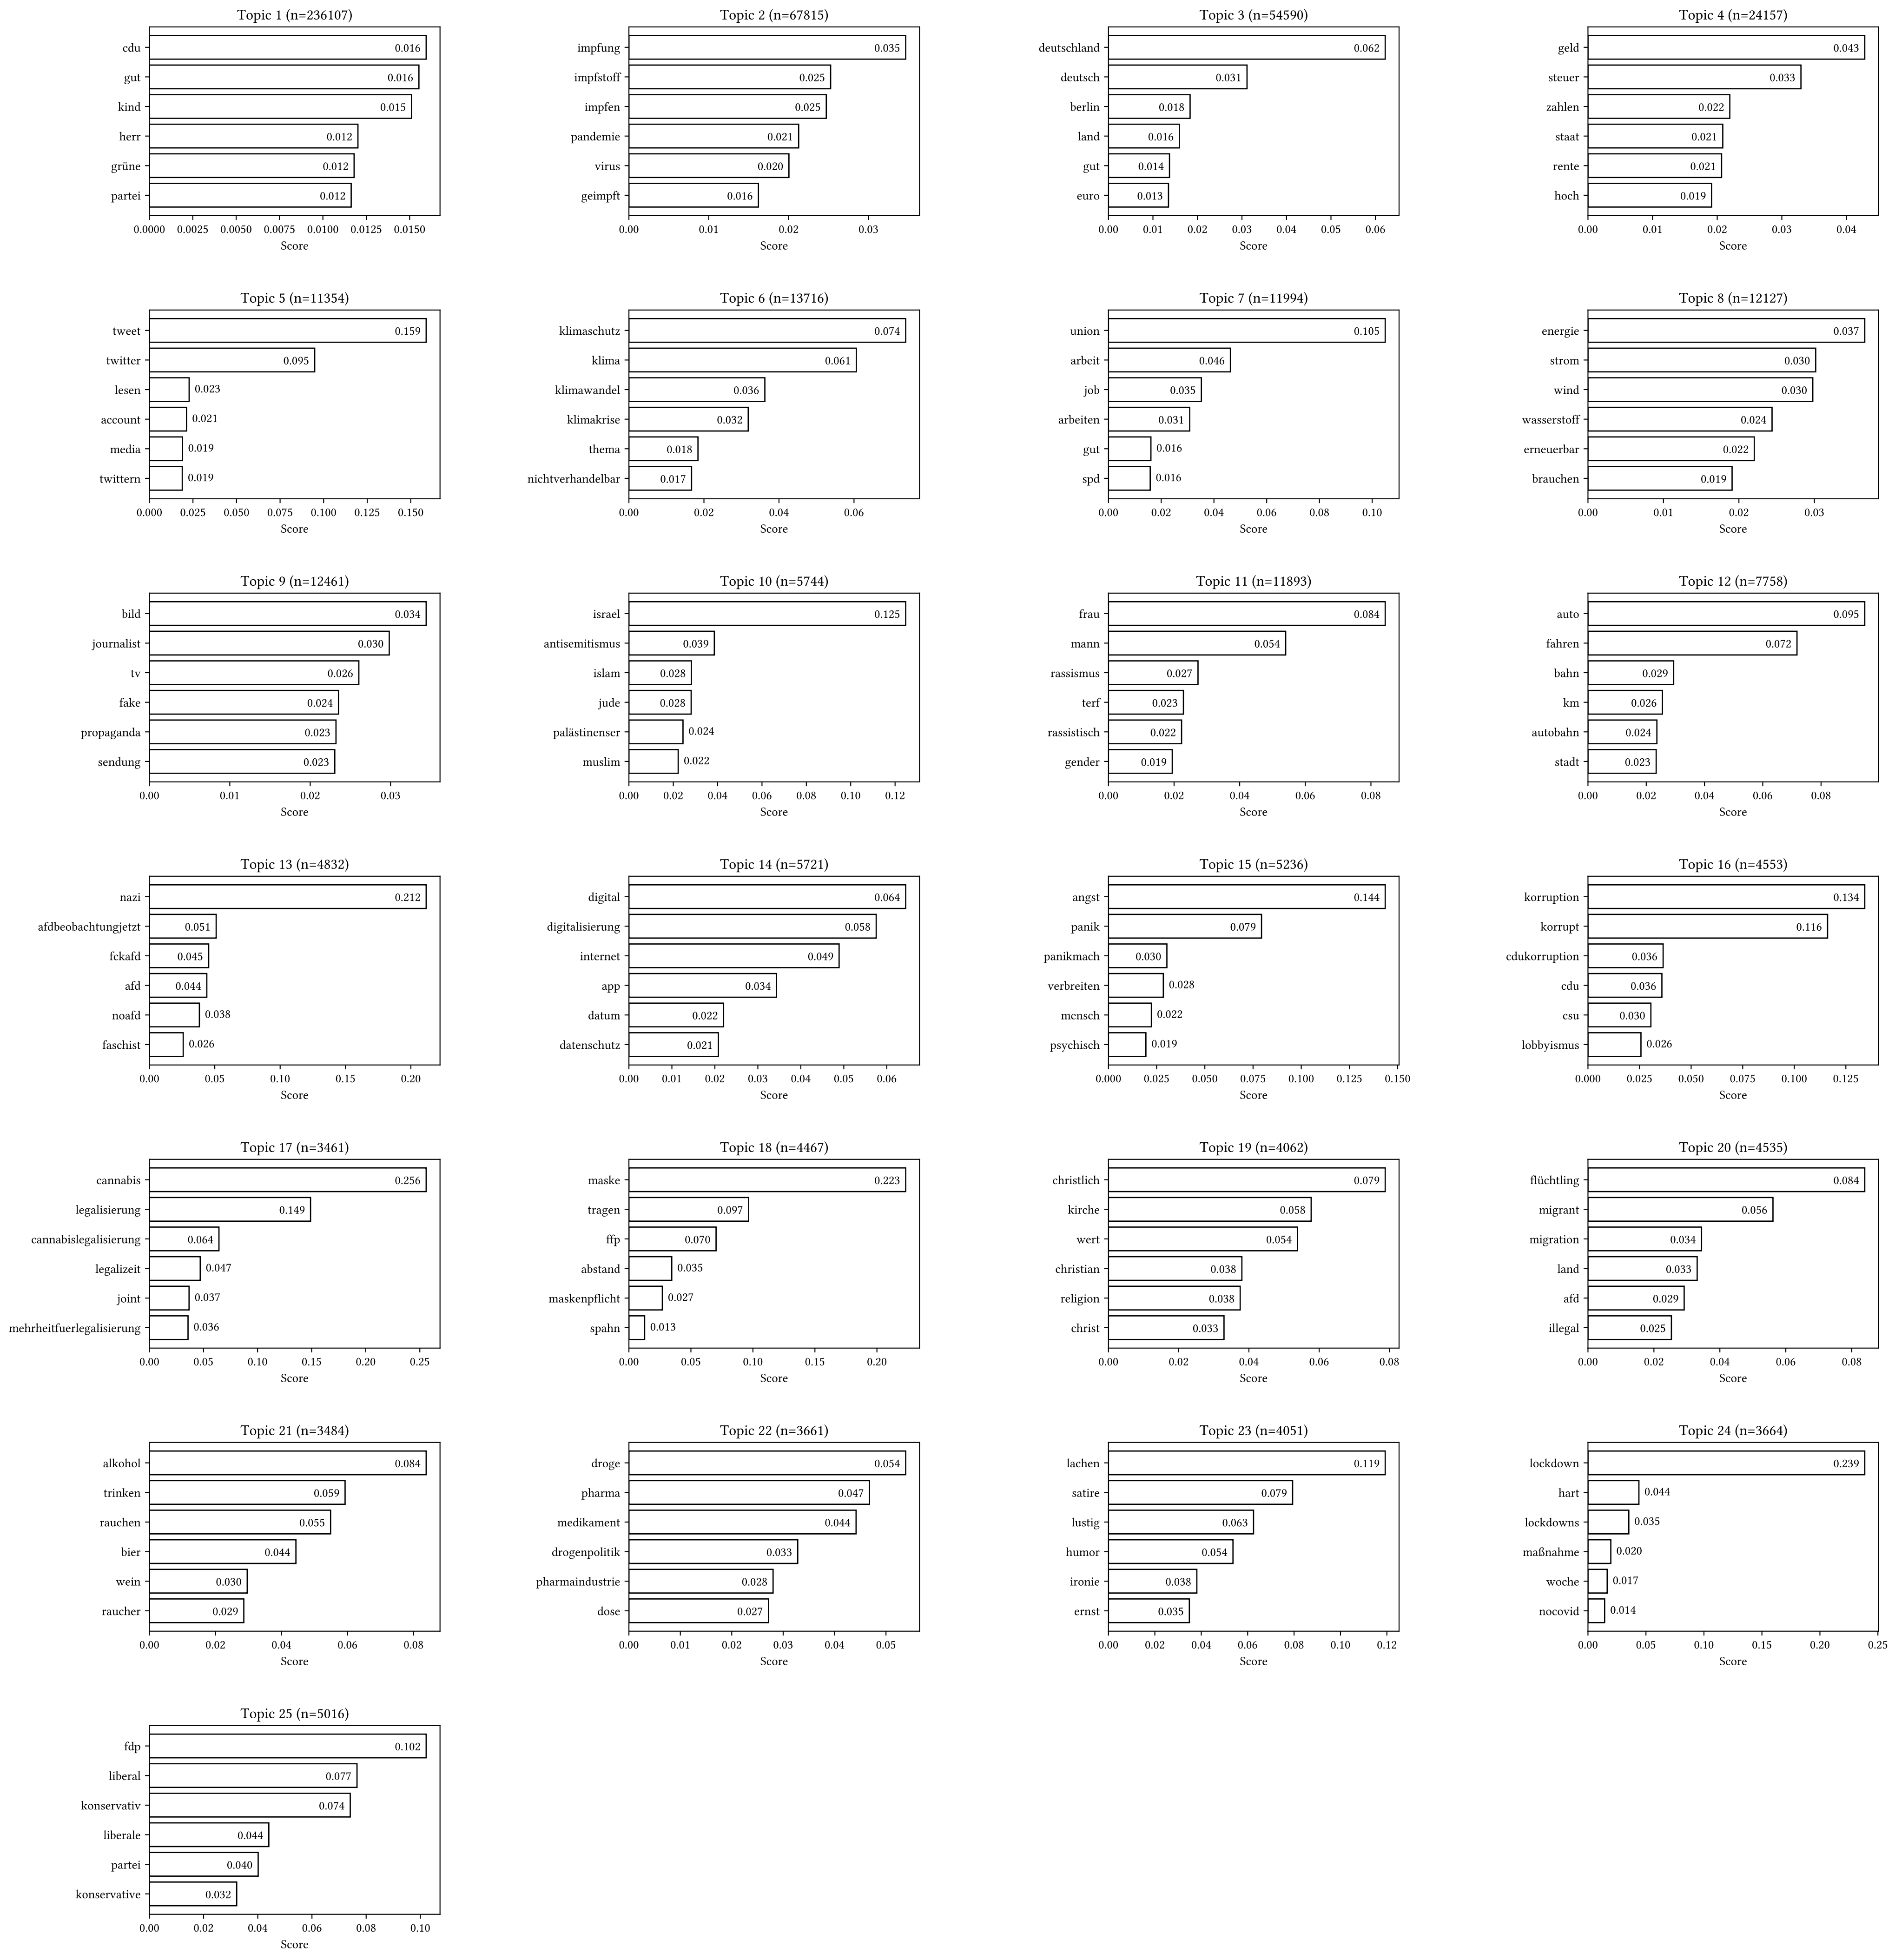 Topic 1 (n=236107)
cdu 0.016
gut 0.016
kind 0.015
herr 0.012
grüne 0.012
partei 0.012
0.0000 0.0025 0.0050 0.0075 0.0100 0.0125 0.0150
Score
Topic 2 (n=67815)
impfung 0.035
impfstoff 0.025
impfen 0.025
pandemie 0.021
virus 0.020
geimpft 0.016
0.00 0.01 0.02 0.03
Score
Topic 3 (n=54590)
deutschland 0.062
deutsch 0.031
berlin 0.018
land 0.016
gut 0.014
euro 0.013
0.00 0.01 0.02 0.03 0.04 0.05 0.06
Score
Topic 4 (n=24157)
geld 0.043
steuer 0.033
zahlen 0.022
staat 0.021
rente 0.021
hoch 0.019
0.00 0.01 0.02 0.03 0.04
Score
Topic 5 (n=11354)
tweet 0.159
twitter 0.095
lesen 0.023
account 0.021
media 0.019
twittern 0.019
0.000 0.025 0.050 0.075 0.100 0.125 0.150
Score
Topic 6 (n=13716)
klimaschutz 0.074
klima 0.061
klimawandel 0.036
klimakrise 0.032
thema 0.018
nichtverhandelbar 0.017
0.00 0.02 0.04 0.06
Score
Topic 7 (n=11994)
union 0.105
arbeit 0.046
job 0.035
arbeiten 0.031
gut 0.016
spd 0.016
0.00 0.02 0.04 0.06 0.08 0.10
Score
Topic 8 (n=12127)
energie 0.037
strom 0.030
wind 0.030
wasserstoff 0.024
erneuerbar 0.022
brauchen 0.019
0.00 0.01 0.02 0.03
Score
Topic 9 (n=12461)
bild 0.034
journalist 0.030
tv 0.026
fake 0.024
propaganda 0.023
sendung 0.023
0.00 0.01 0.02 0.03
Score
Topic 10 (n=5744)
israel 0.125
antisemitismus 0.039
islam 0.028
jude 0.028
palästinenser 0.024
muslim 0.022
0.00 0.02 0.04 0.06 0.08 0.10 0.12
Score
Topic 11 (n=11893)
frau 0.084
mann 0.054
rassismus 0.027
terf 0.023
rassistisch 0.022
gender 0.019
0.00 0.02 0.04 0.06 0.08
Score
Topic 12 (n=7758)
auto 0.095
fahren 0.072
bahn 0.029
km 0.026
autobahn 0.024
stadt 0.023
0.00 0.02 0.04 0.06 0.08
Score
Topic 13 (n=4832)
nazi 0.212
afdbeobachtungjetzt 0.051
fckafd 0.045
afd 0.044
noafd 0.038
faschist 0.026
0.00 0.05 0.10 0.15 0.20
Score
Topic 14 (n=5721)
digital 0.064
digitalisierung 0.058
internet 0.049
app 0.034
datum 0.022
datenschutz 0.021
0.00 0.01 0.02 0.03 0.04 0.05 0.06
Score
Topic 15 (n=5236)
angst 0.144
panik 0.079
panikmach 0.030
verbreiten 0.028
mensch 0.022
psychisch 0.019
0.000 0.025 0.050 0.075 0.100 0.125 0.150
Score
Topic 16 (n=4553)
korruption 0.134
korrupt 0.116
cdukorruption 0.036
cdu 0.036
csu 0.030
lobbyismus 0.026
0.000 0.025 0.050 0.075 0.100 0.125
Score
Topic 17 (n=3461)
cannabis 0.256
legalisierung 0.149
cannabislegalisierung 0.064
legalizeit 0.047
joint 0.037
mehrheitfuerlegalisierung 0.036
0.00 0.05 0.10 0.15 0.20 0.25
Score
Topic 18 (n=4467)
maske 0.223
tragen 0.097
ffp 0.070
abstand 0.035
maskenpflicht 0.027
spahn 0.013
0.00 0.05 0.10 0.15 0.20
Score
Topic 19 (n=4062)
christlich 0.079
kirche 0.058
wert 0.054
christian 0.038
religion 0.038
christ 0.033
0.00 0.02 0.04 0.06 0.08
Score
Topic 20 (n=4535)
flüchtling 0.084
migrant 0.056
migration 0.034
land 0.033
afd 0.029
illegal 0.025
0.00 0.02 0.04 0.06 0.08
Score
Topic 21 (n=3484)
alkohol 0.084
trinken 0.059
rauchen 0.055
bier 0.044
wein 0.030
raucher 0.029
0.00 0.02 0.04 0.06 0.08
Score
Topic 22 (n=3661)
droge 0.054
pharma 0.047
medikament 0.044
drogenpolitik 0.033
pharmaindustrie 0.028
dose 0.027
0.00 0.01 0.02 0.03 0.04 0.05
Score
Topic 23 (n=4051)
lachen 0.119
satire 0.079
lustig 0.063
humor 0.054
ironie 0.038
ernst 0.035
0.00 0.02 0.04 0.06 0.08 0.10 0.12
Score
Topic 24 (n=3664)
lockdown 0.239
hart 0.044
lockdowns 0.035
maßnahme 0.020
woche 0.017
nocovid 0.014
0.00 0.05 0.10 0.15 0.20 0.25
Score
Topic 25 (n=5016)
fdp 0.102
liberal 0.077
konservativ 0.074
liberale 0.044
partei 0.040
konservative 0.032
0.00 0.02 0.04 0.06 0.08 0.10
Score